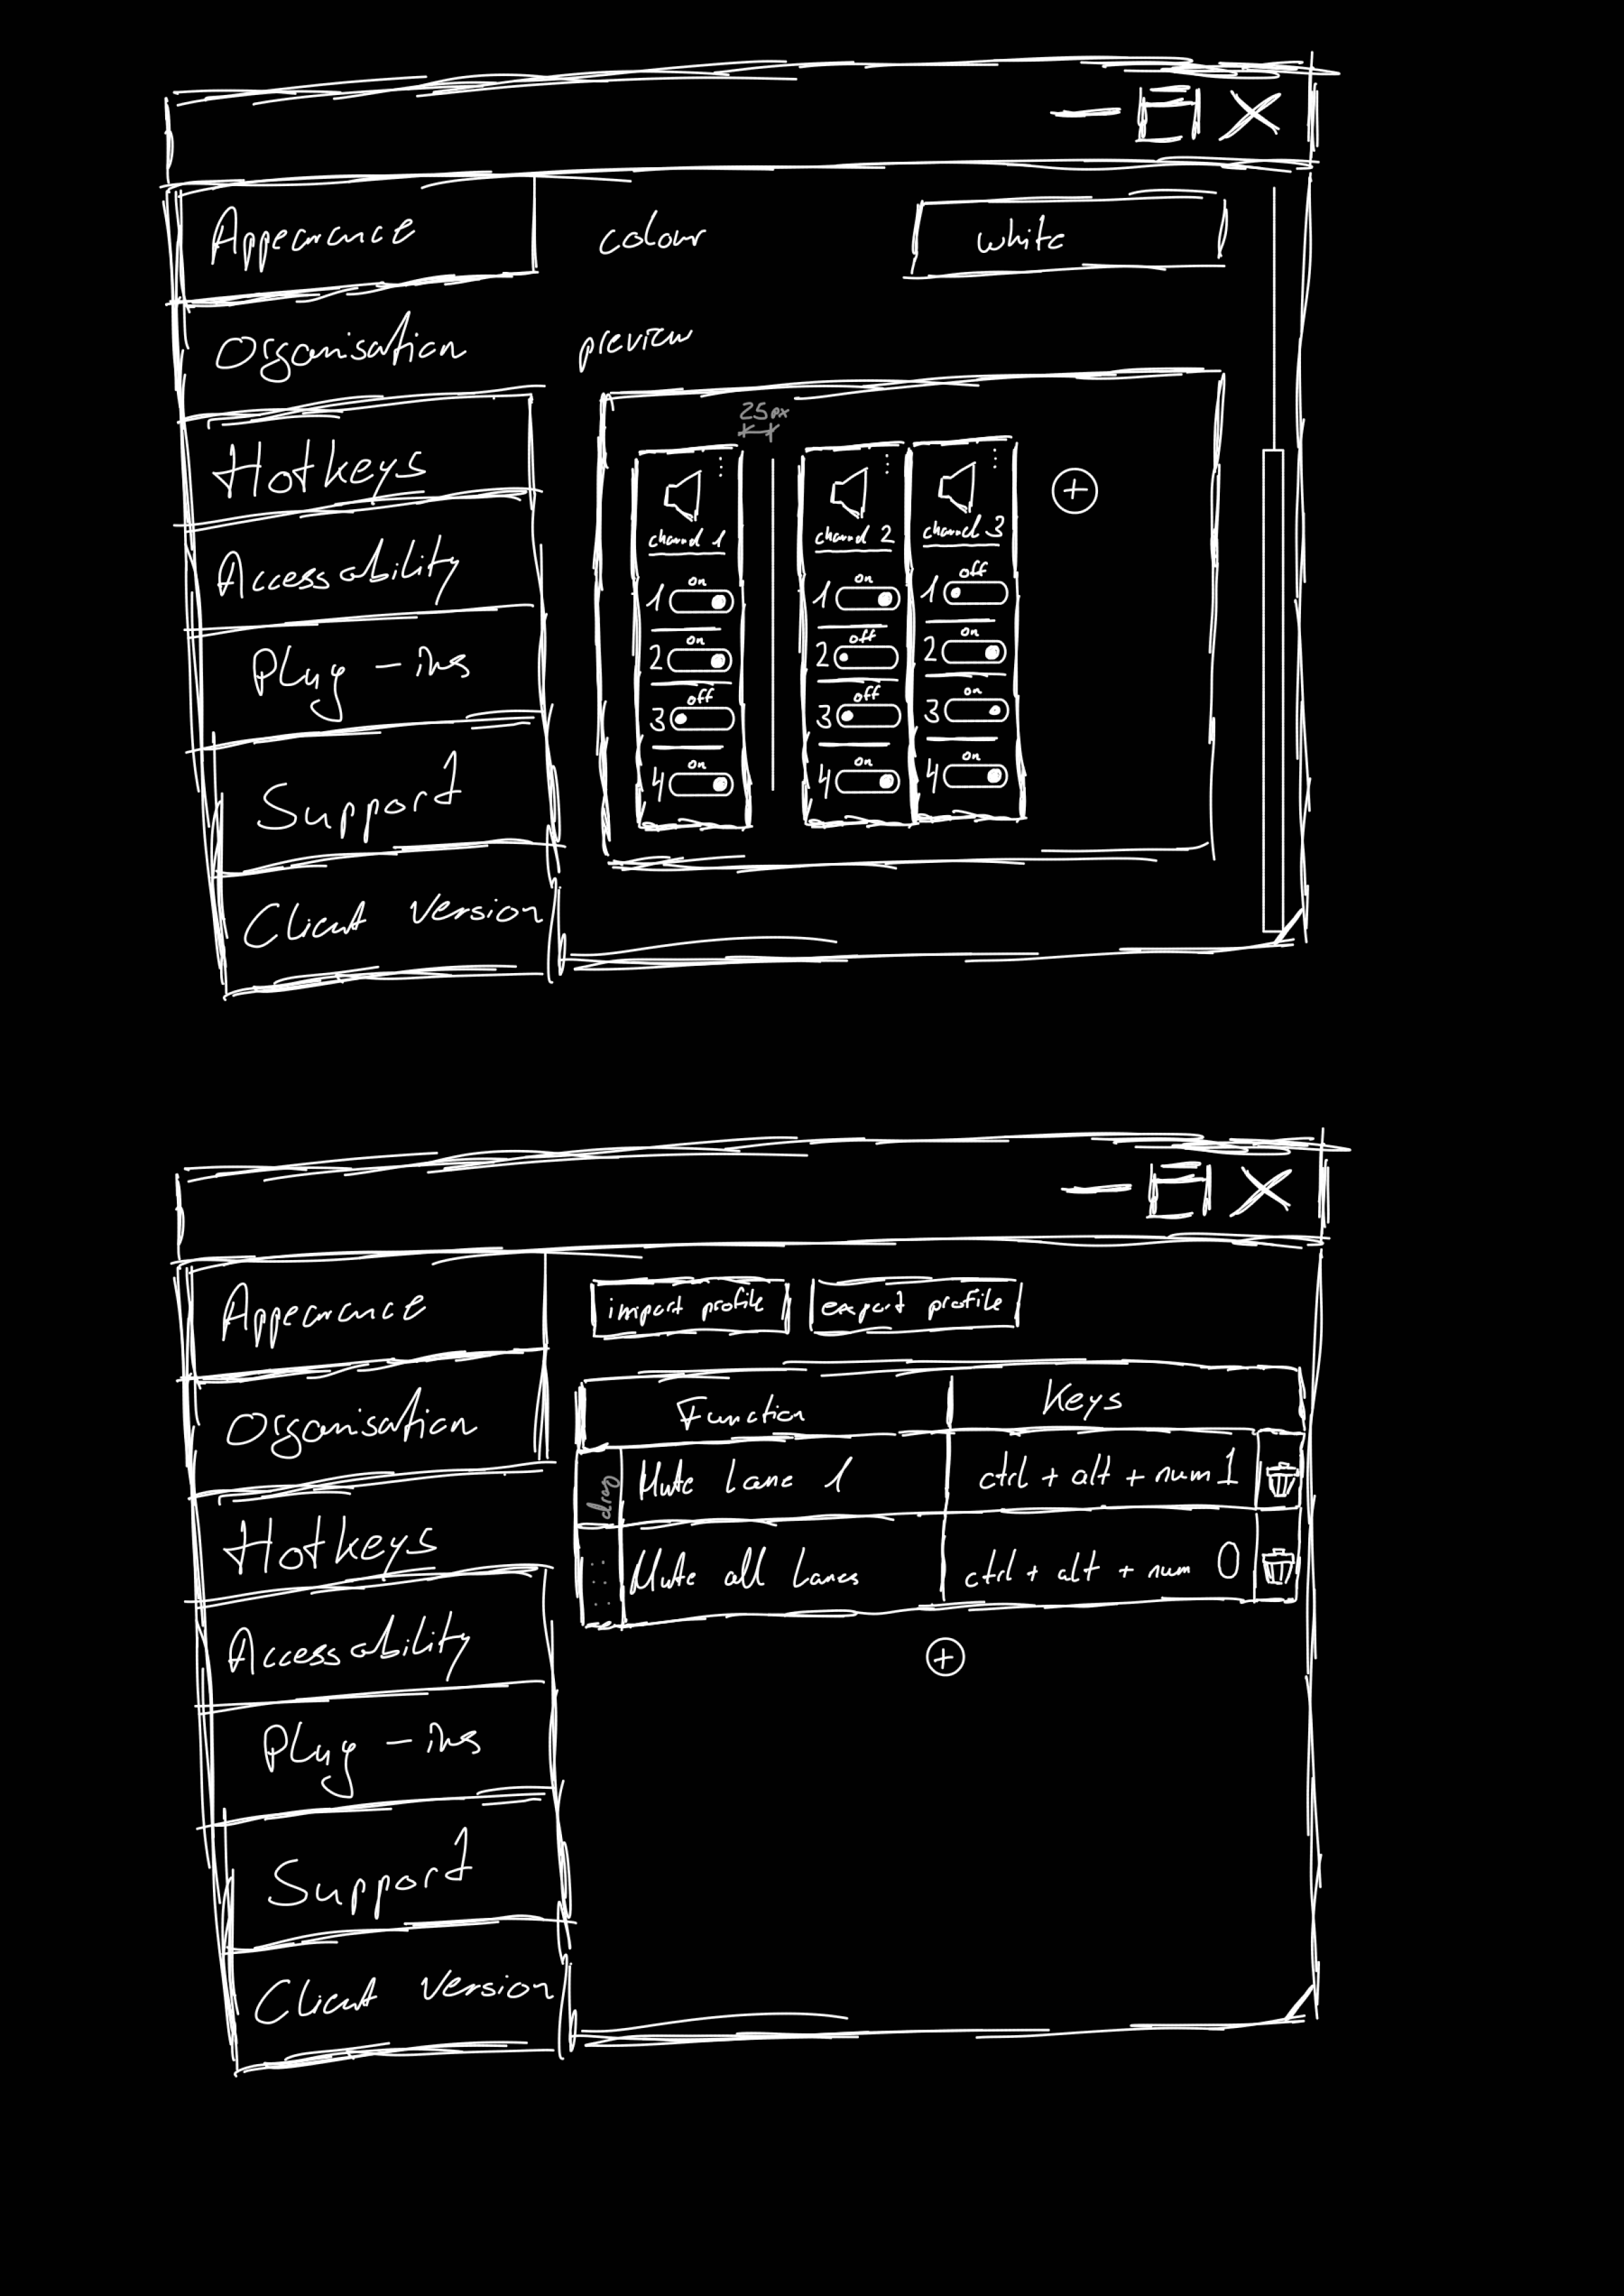 Appearance
colour
white
Organisation
preview
25px
Hotkeys
channel 1
channel 2
channel 3
Accessability
1 on
1 on
1 off
2 on
2 off
2 on
Plug-ins
3 off
3 off
3 on
4 on
4 on
4 on
Support
Client Version
Appearance
import profile
export profile
Organisation
Function
Keys
drag
Mute Lane 1
ctrl + alt + num 1
Hotkeys
Mute all Lanes
ctrl + alt + num 0
Accessability
Plug-ins
Support
Client Version